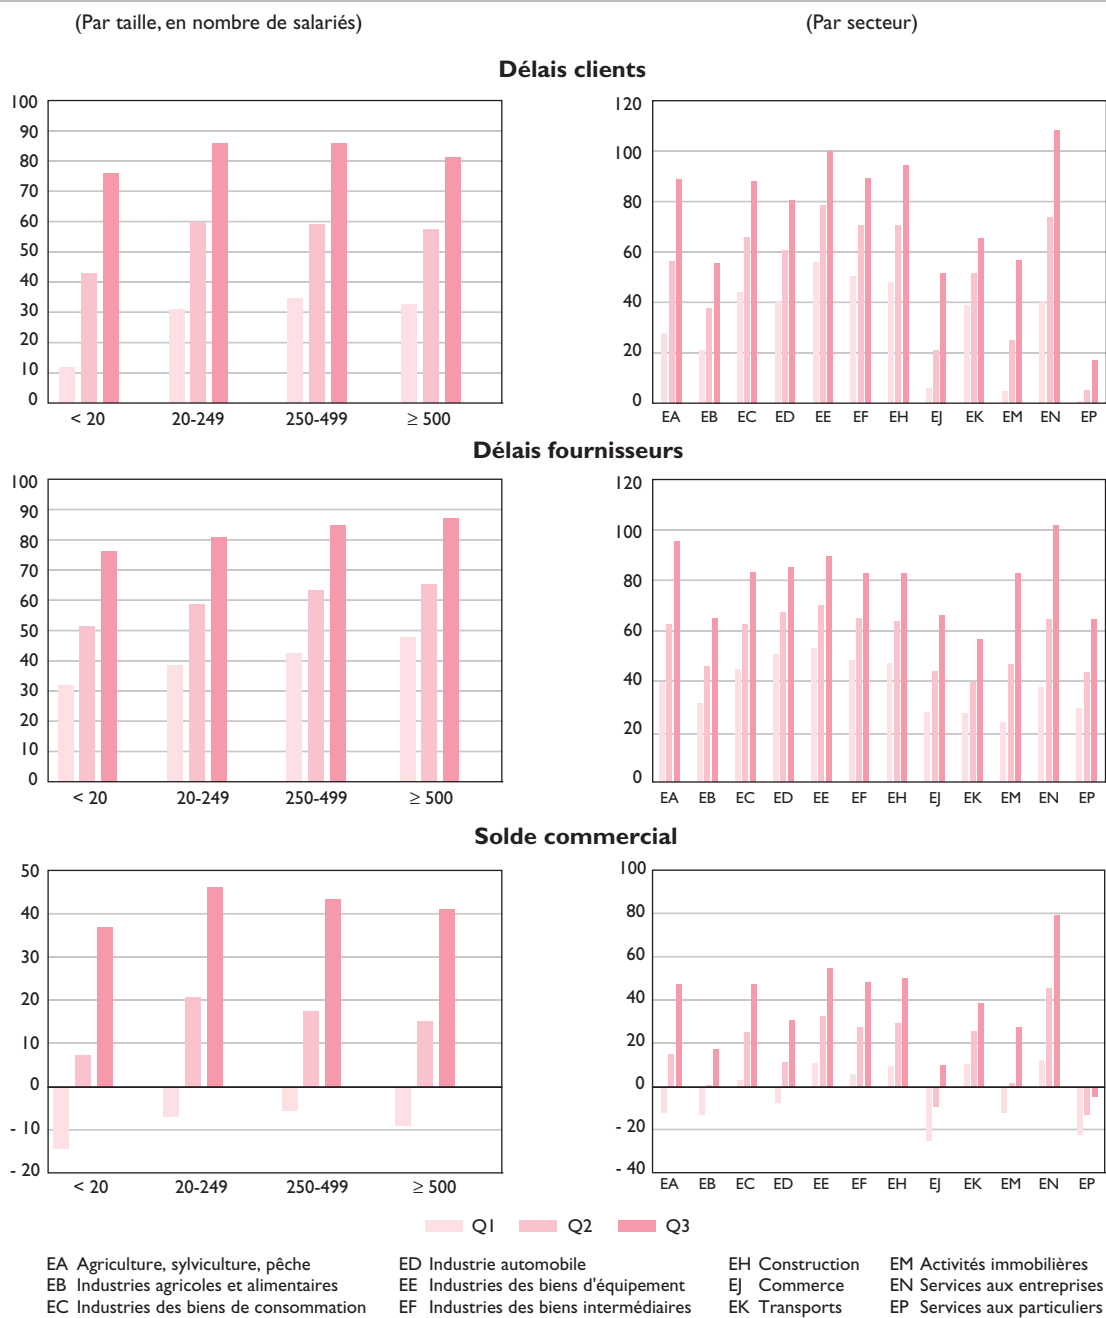 (Par taille, en nombre de salariés)
(Par secteur)
Délais clients
100
90
80
70
60
50
40
30
20
10
0
< 20 20-249 250-499 ≥ 500
120
100
80
60
40
20
0
EA EB EC ED EE EF EH EJ EK EM EN EP
Délais fournisseurs
100
90
80
70
60
50
40
30
20
10
0
< 20 20-249 250-499 ≥ 500
120
100
80
60
40
20
0
EA EB EC ED EE EF EH EJ EK EM EN EP
Solde commercial
50
40
30
20
10
0
- 10
- 20
< 20 20-249 250-499 ≥ 500
100
80
60
40
20
0
- 20
- 40
EA EB EC ED EE EF EH EJ EK EM EN EP
Q1 Q2 Q3
EA Agriculture, sylviculture, pêche
EB Industries agricoles et alimentaires
EC Industries des biens de consommation
ED Industrie automobile
EE Industries des biens d'équipement
EF Industries des biens intermédiaires
EH Construction
EJ Commerce
EK Transports
EM Activités immobilières
EN Services aux entreprises
EP Services aux particuliers